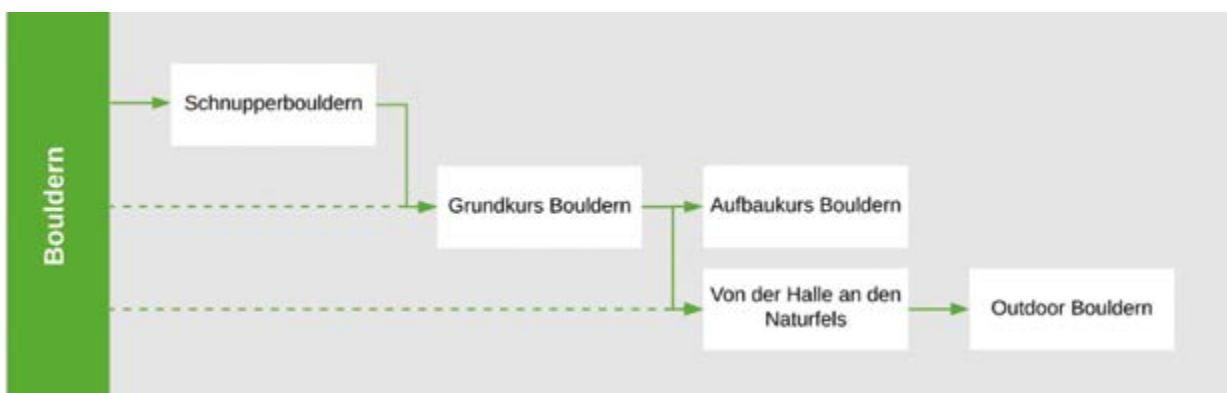 Bouldern
Schnupperbouldern
Grundkurs Bouldern
Aufbaukurs Bouldern
Von der Halle an den
Naturfels
Outdoor Bouldern